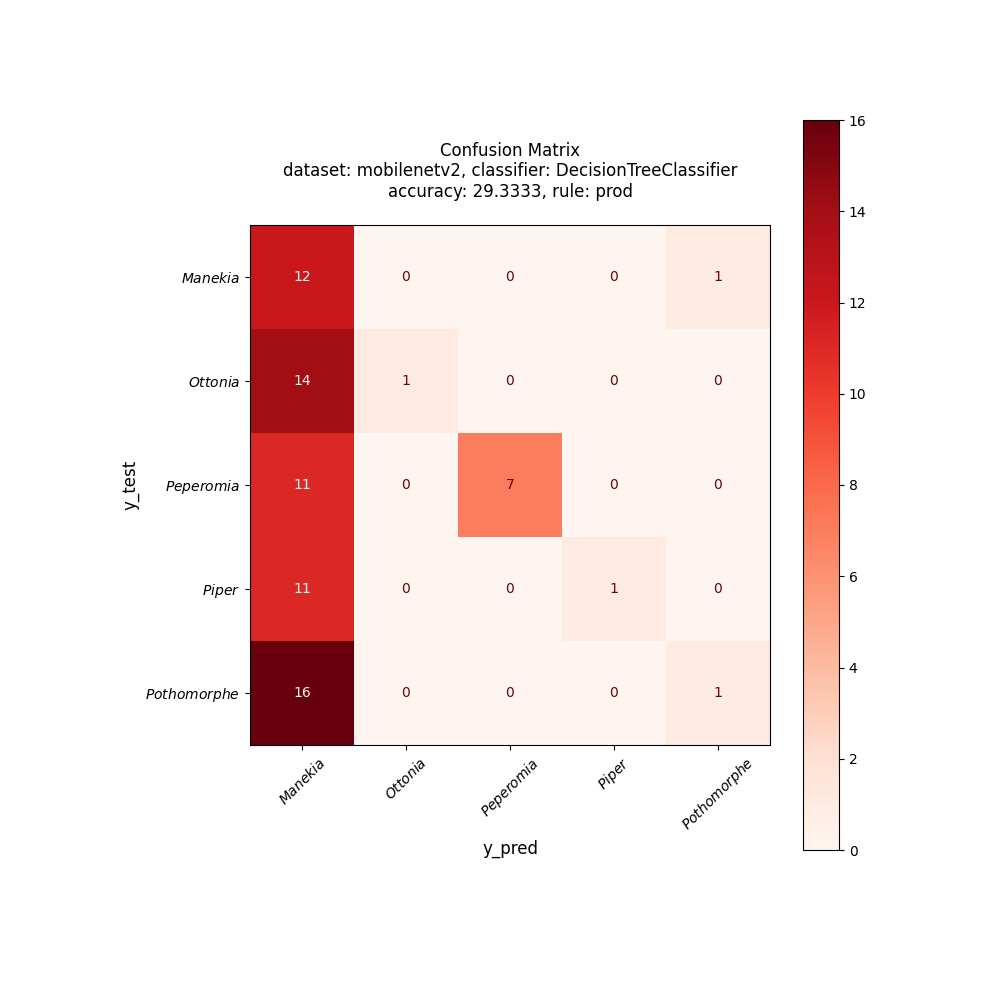 Confusion Matrix
dataset: mobilenetv2, classifier: DecisionTreeClassifier
accuracy: 29.3333, rule: prod
y_test
Manekia 12 0 0 0 1
Ottonia 14 1 0 0 0
Peperomia 11 0 7 0 0
Piper 11 0 0 1 0
Pothomorphe 16 0 0 0 1
Manekia Ottonia Peperomia Piper Pothomorphe
y_pred
16
14
12
10
8
6
4
2
0